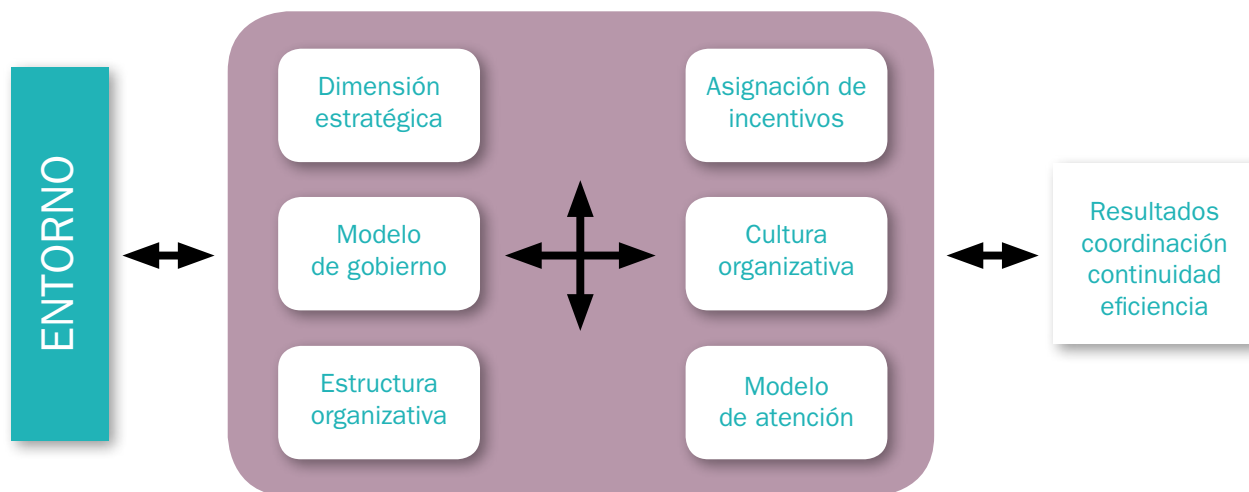 ENTORNO
Dimensión
estratégica
Modelo
de gobierno
Estructura
organizativa
Asignación de
incentivos
Cultura
organizativa
Modelo
de atención
Resultados
coordinación
continuidad
eficiencia